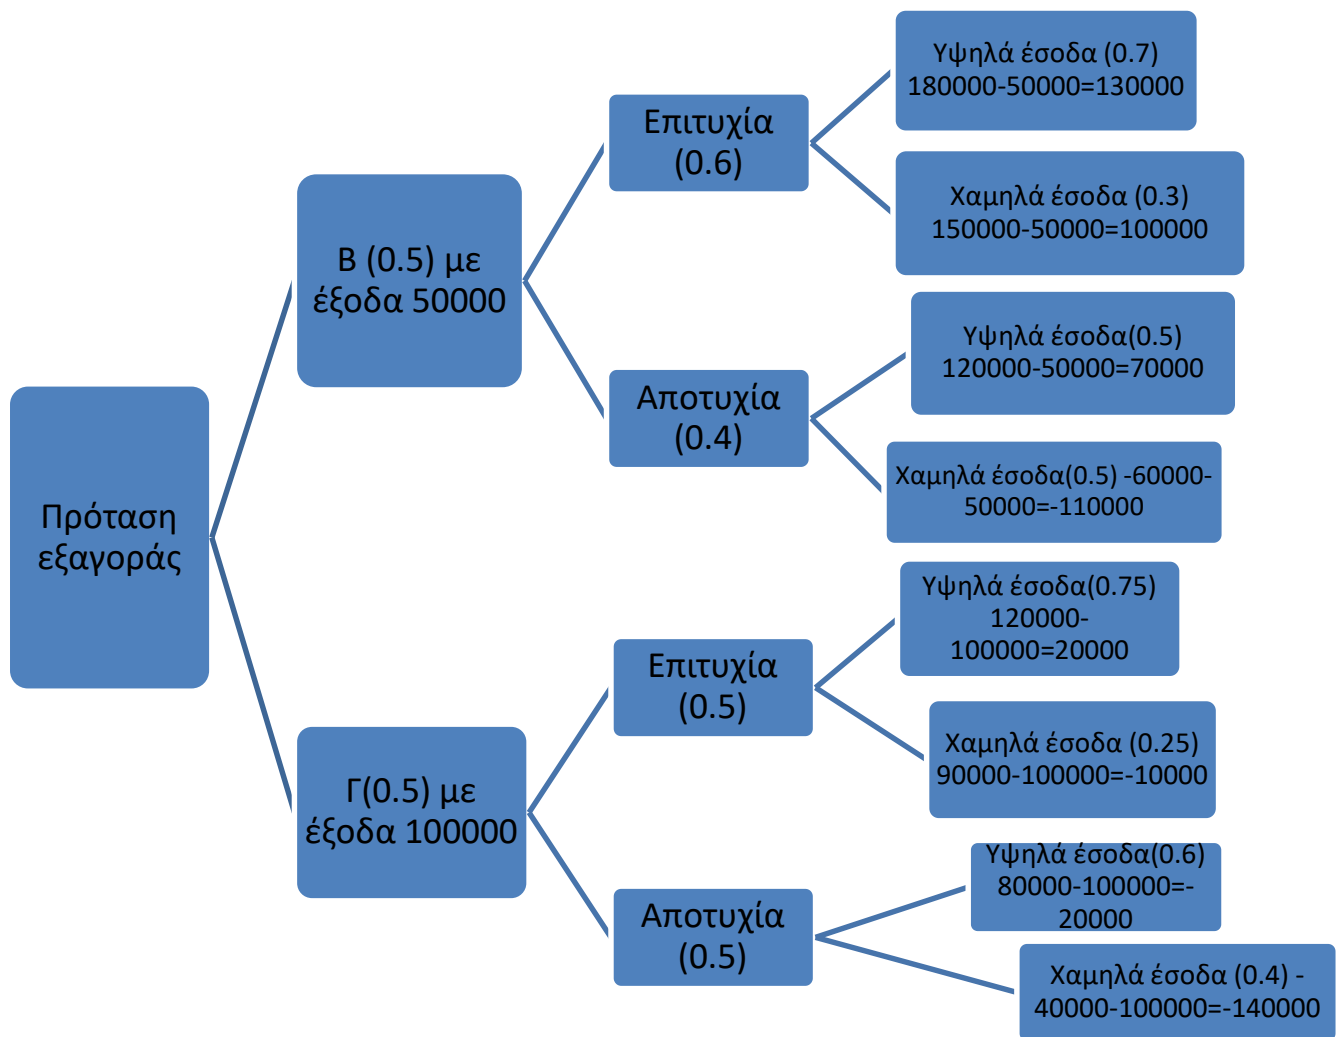 Πρόταση
εξαγοράς
Β (0.5) με
έξοδα 50000
Επιτυχία
(0.6)
Υψηλά έσοδα (0.7)
180000-50000=130000
Χαμηλά έσοδα (0.3)
150000-50000=100000
Αποτυχία
(0.4)
Υψηλά έσοδα(0.5)
120000-50000=70000
Χαμηλά έσοδα(0.5) -60000-
50000=-110000
Γ(0.5) με
έξοδα 100000
Επιτυχία
(0.5)
Υψηλά έσοδα(0.75)
120000-
100000=20000
Χαμηλά έσοδα (0.25)
90000-100000=-10000
Αποτυχία
(0.5)
Υψηλά έσοδα(0.6)
80000-100000=-
20000
Χαμηλά έσοδα (0.4) -
40000-100000=-140000